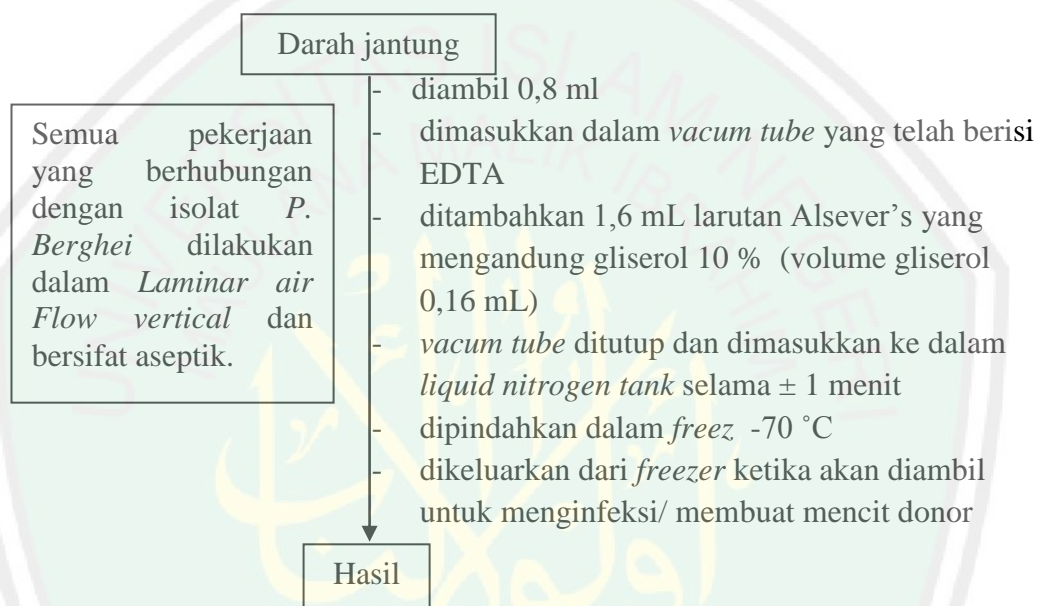 Darah jantung
Semua pekerjaan
yang berhubungan
dengan isolat P.
Berghei dilakukan
dalam Laminar air
Flow vertical dan
bersifat aseptik.
- diambil 0,8 ml
- dimasukkan dalam vacum tube yang telah berisi
EDTA
- ditambahkan 1,6 mL larutan Alsever's yang
mengandung gliserol 10 % (volume gliserol
0,16 mL)
- vacum tube ditutup dan dimasukkan ke dalam
liquid nitrogen tank selama ± 1 menit
- dipindahkan dalam freez -70 ˚C
- dikeluarkan dari freezer ketika akan diambil
untuk menginfeksi/ membuat mencit donor
Hasil